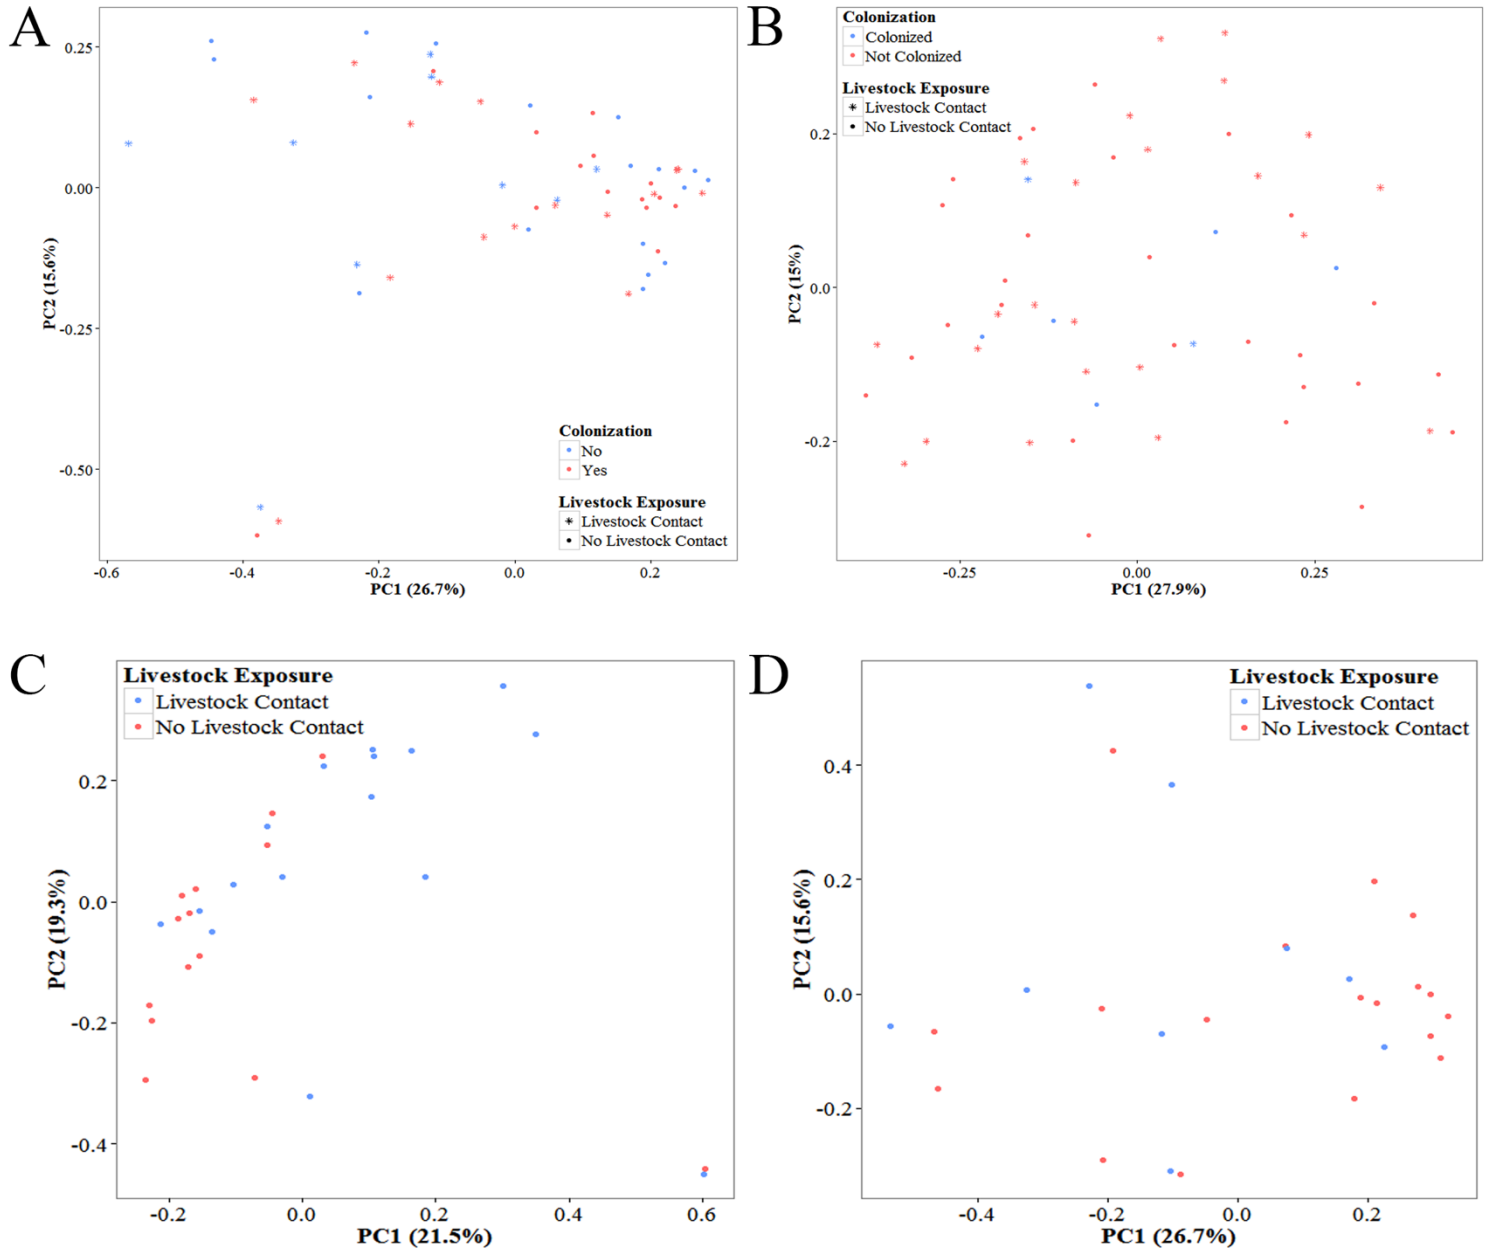 A
0.25
0.00
-0.25
-0.50
PC2 (15.6%)
Colonization
No
Yes
Livestock Exposure
Livestock Contact
No Livestock Contact
-0.6
-0.4
-0.2
0.0
0.2
PC1 (26.7%)
B
Colonization
Colonized
Not Colonized
Livestock Exposure
Livestock Contact
No Livestock Contact
0.2
0.0
-0.2
PC2 (15%)
-0.25
0.00
0.25
PC1 (27.9%)
C
Livestock Exposure
Livestock Contact
No Livestock Contact
0.2
0.0
-0.2
-0.4
PC2 (19.3%)
-0.2
0.0
0.2
0.4
0.6
PC1 (21.5%)
D
Livestock Exposure
Livestock Contact
No Livestock Contact
0.4
0.2
0.0
-0.2
PC2 (15.6%)
-0.4
-0.2
0.0
0.2
PC1 (26.7%)